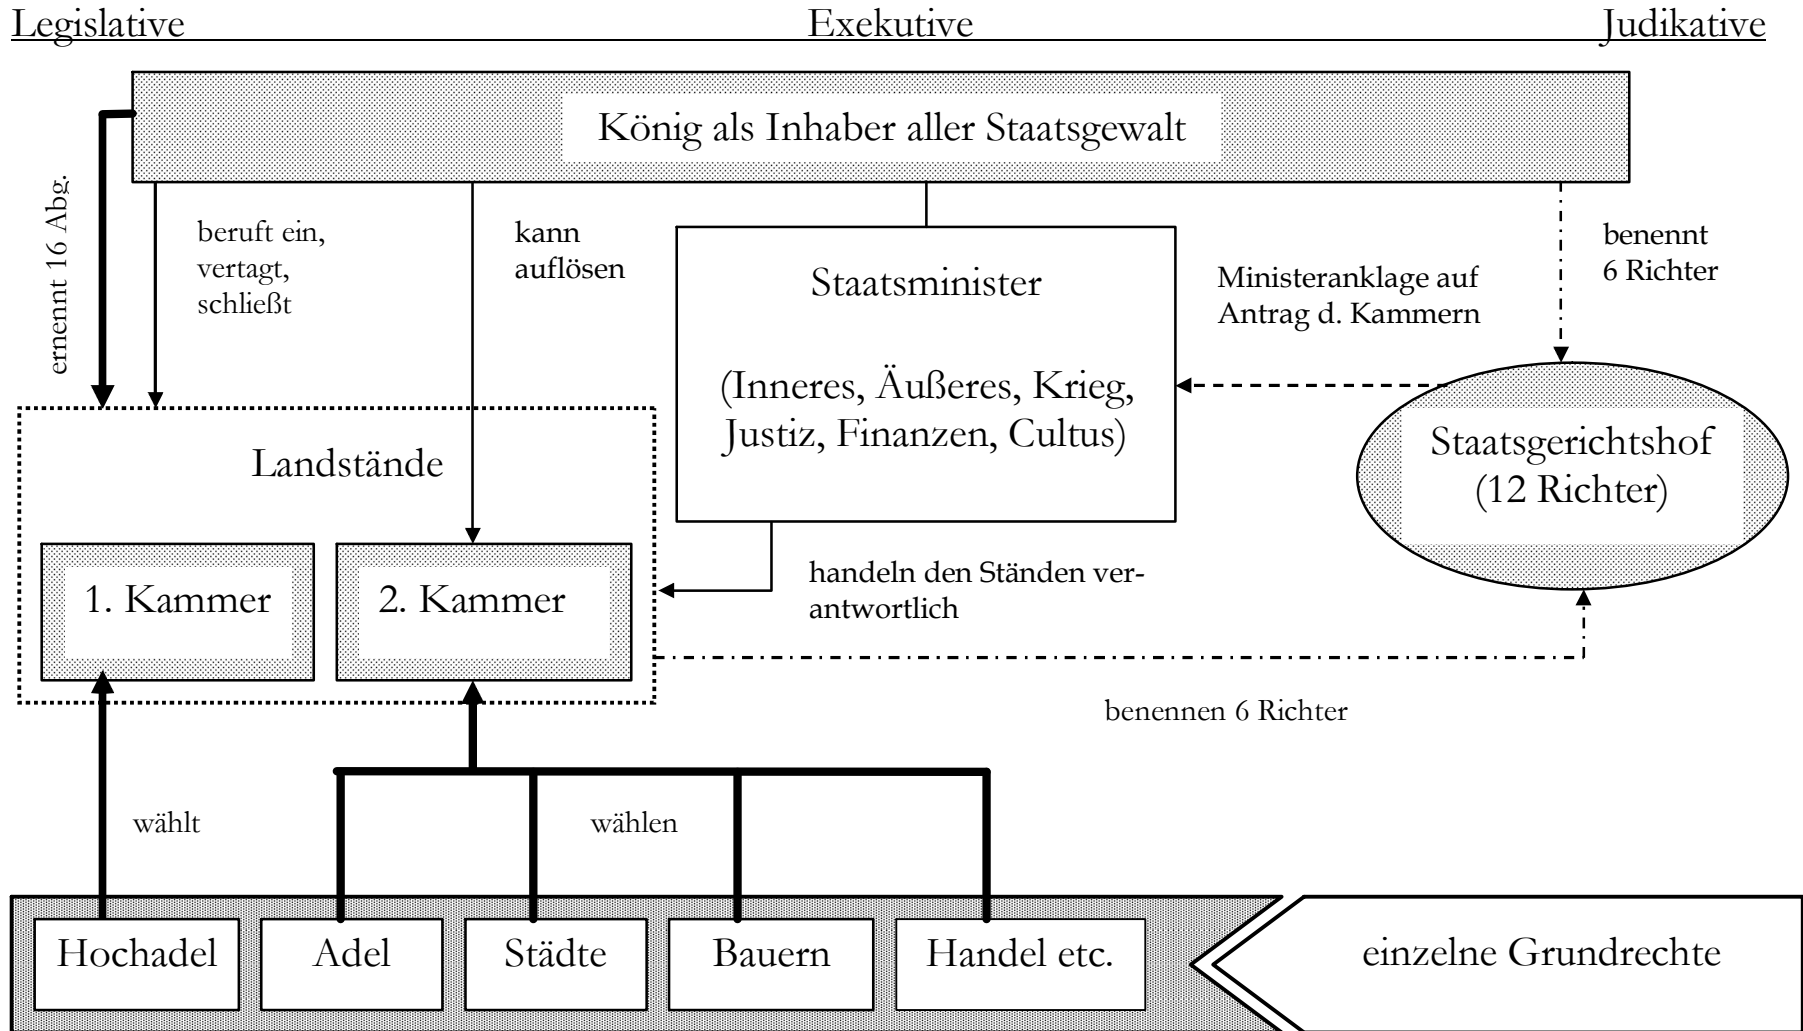 Legislative
Exekutive
Judikative
König als Inhaber aller Staatsgewalt
ernennt 16 Abg.
beruft ein,
vertagt,
schließt
kann
auflösen
Staatsminister
(Inneres, Äußeres, Krieg,
Justiz, Finanzen, Cultus)
Ministeranklage auf
Antrag d. Kammern
benennt
6 Richter
Staatsgerichtshof
(12 Richter)
Landstände
1. Kammer
2. Kammer
handeln den Ständen ver-
antwortlich
benennen 6 Richter
wählt
wählen
Hochadel
Adel
Städte
Bauern
Handel etc.
einzelne Grundrechte